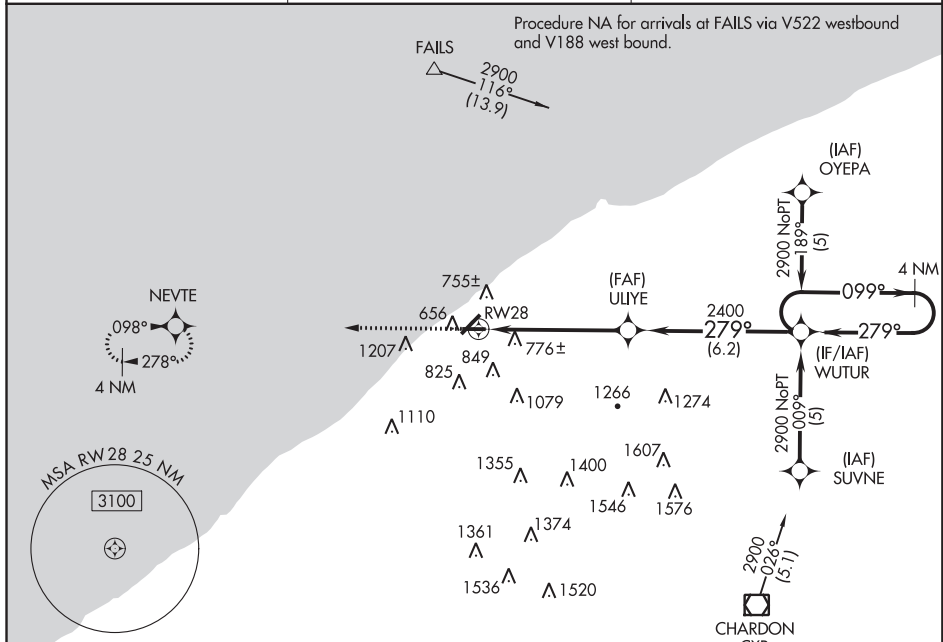 Procedure NA for arrivals at FAILS via V522 westbound
and V188 west bound.
FAILS
2900
116°
(13.9)
(IAF)
OYEPA
2900 NoPT
189°
(5)
4 NM
099°
279°
NEVTE
098°
278°
4 NM
755±
656
RW28
(FAF)
ULIYE
2400
279°
(6.2)
(IF/IAF)
WUTUR
1207
776±
849
825
1079
1266
1274
1110
2900 NoPT
009°
(5)
(IAF)
SUVNE
MSA RW28 25 NM
3100
1355
1400
1607
1546
1576
1361
1374
1536
1520
2900
026°
(5.1)
CHARDON